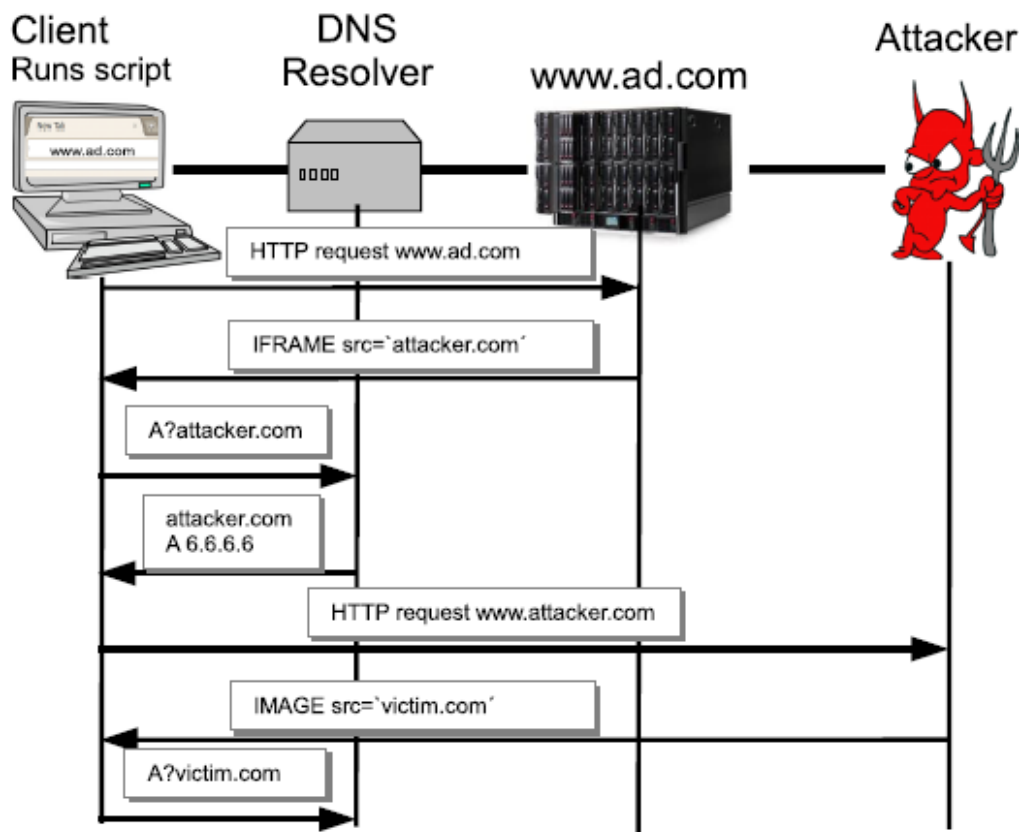 Client
Runs script
DNS
Resolver
www.ad.com
Attacker
New Tab
www.ad.com
HTTP request www.ad.com
IFRAME src=`attacker.com´
A?attacker.com
attacker.com
A 6.6.6.6
HTTP request www.attacker.com
IMAGE src=`victim.com´
A?victim.com